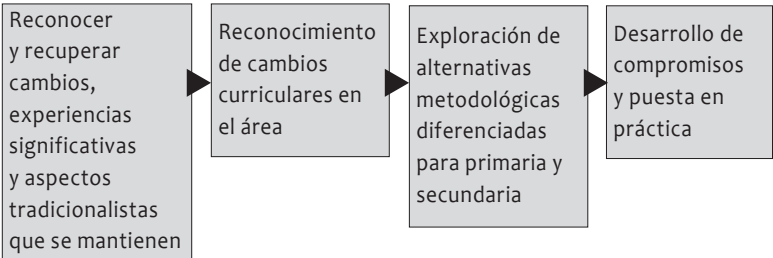 Reconocer
y recuperar
cambios,
experiencias
significativas
y aspectos
tradicionalistas
que se mantienen
Reconocimiento
de cambios
curriculares en
el área
Exploración de
alternativas
metodológicas
diferenciadas
para primaria y
secundaria
Desarrollo de
compromisos
y puesta en
práctica